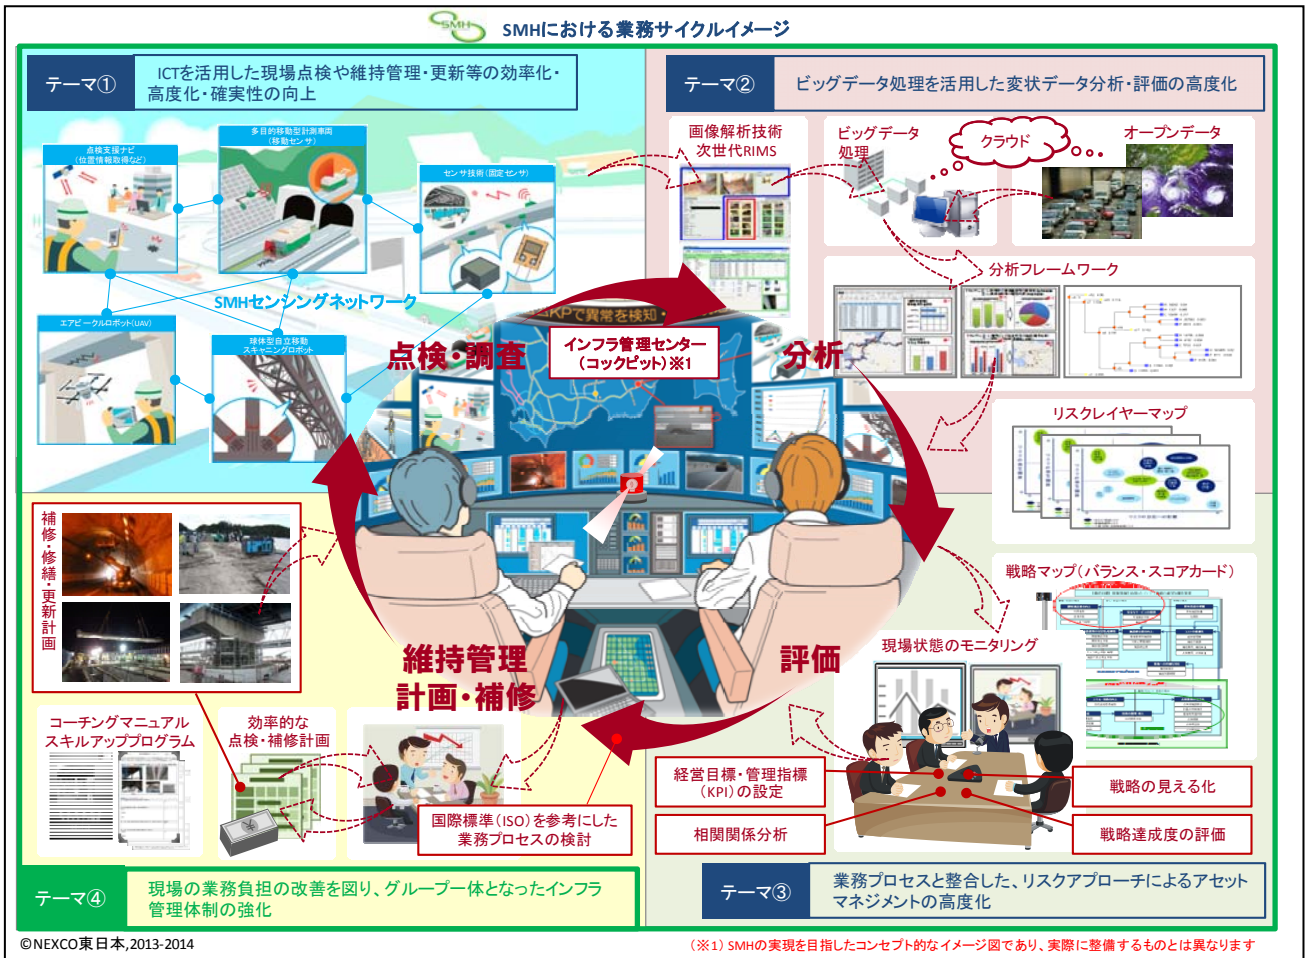 SMH
SMHにおける業務サイクルイメージ
テーマ①
ICTを活用した現場点検や維持管理・更新等の効率化・
高度化・確実性の向上
点検支援ナビ
(位置情報取得など)
多目的移動型計測車両
(移動センサ)
センサ技術(固定センサ)
SMHセンシングネットワーク
エアビークルロボット(UAV)
球体型自立移動
スキャニングロボット
テーマ②
ビッグデータ処理を活用した変状データ分析・評価の高度化
画像解析技術
次世代RIMS
ビッグデータ
処理
クラウド
オープンデータ
分析フレームワーク
リスクレイヤーマップ
KPで異常を検知・
インフラ管理センター
(コックピット)※1
点検・調査
分析
評価
維持管理
計画・補修
補修・修繕・更新計画
コーチングマニュアル
スキルアッププログラム
効率的な
点検・補修計画
国際標準(ISO)を参考にした
業務プロセスの検討
戦略マップ(バランス・スコアカード)
現場状態のモニタリング
経営目標・管理指標
(KPI)の設定
相関関係分析
戦略の見える化
戦略達成度の評価
テーマ④
現場の業務負担の改善を図り、グループ一体となったインフラ
管理体制の強化
テーマ③
業務プロセスと整合した、リスクアプローチによるアセット
マネジメントの高度化
©NEXCO東日本,2013-2014
(※1) SMHの実現を目指したコンセプト的なイメージ図であり、実際に整備するものとは異なります